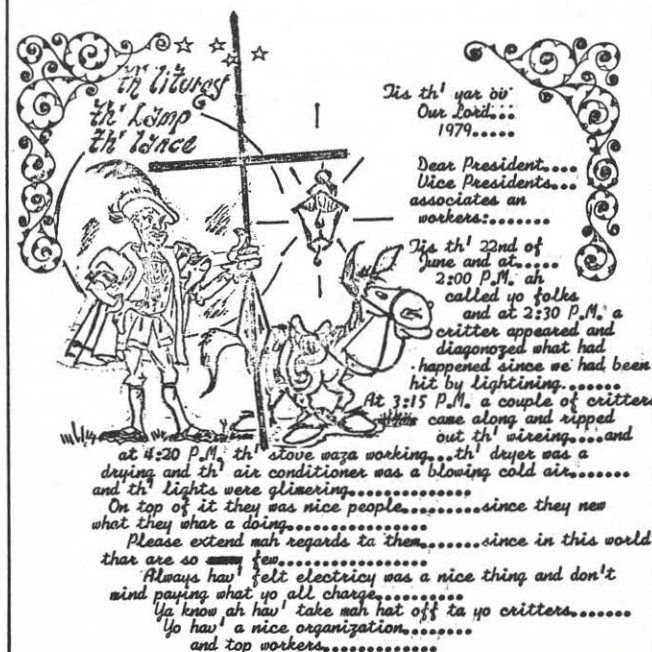 th' liturgy
th' Lamp
th' lance
Tis th' yar ov'
Our Lord...
1979......
Dear President....
Vice Presidents...
associates an
workers:.......
Tis th' 22nd of
June and at.....
2:00 P.M. ah
called yo folks
and at 2:30 P.M. a
critter appeared and
diagonozed what had
happened since we had been
hit by lightining.......
At 3:15 P.M. a couple of critters
came along and ripped
out th' wireing....and
at 4:20 P.M. th' stove waza working...th' dryer was a
drying and th' air conditioner was a blowing cold air.......
and th' lights were glimering...............
On top of it they was nice people........since they new
what they whar a doing..............
Please extend mah regards ta them.......since in this world
thar are so few...............
Always hav' felt electricy was a nice thing and don't
mind paying what yo all charge..........
Ya know ah hav' take mah hat off ta yo critters.......
Yo hav' a nice organization........
and top workers.............